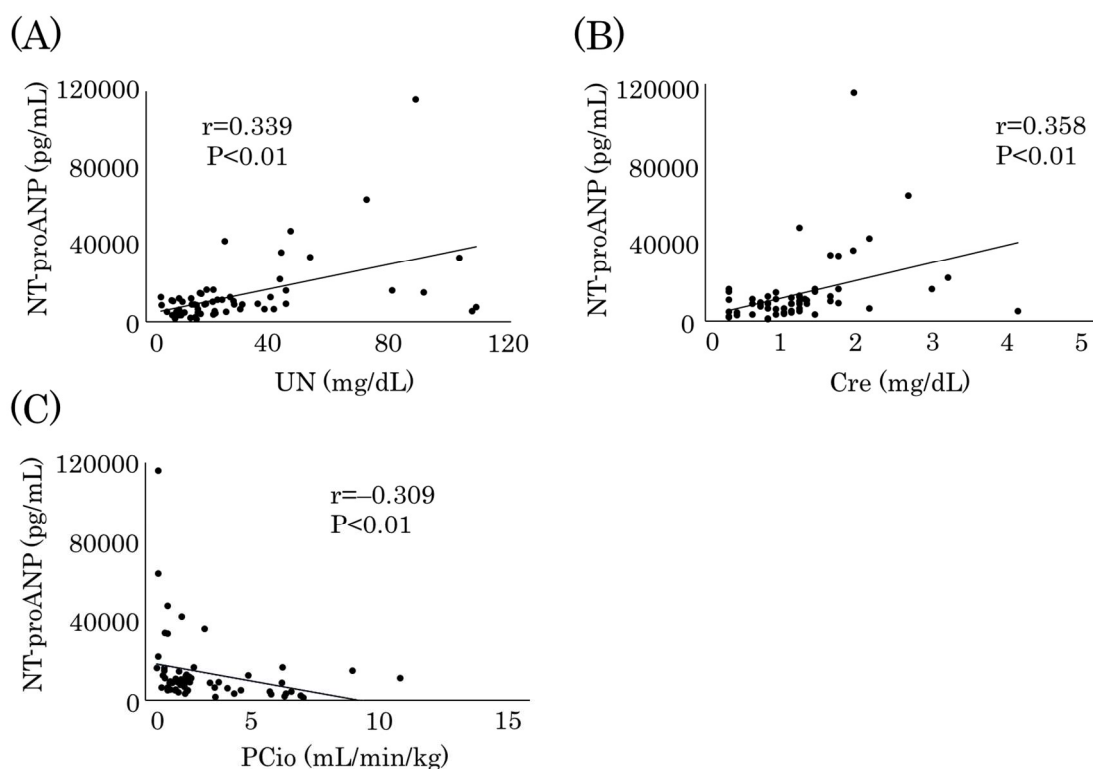 (A)
NT-proANP (pg/mL)
120000
80000
40000
0
r=0.339
P<0.01
0 40 80 120
UN (mg/dL)
(B)
NT-proANP (pg/mL)
120000
80000
40000
0
r=0.358
P<0.01
0 1 2 3 4 5
Cre (mg/dL)
(C)
NT-proANP (pg/mL)
120000
80000
40000
0
r=–0.309
P<0.01
0 5 10 15
PCio (mL/min/kg)